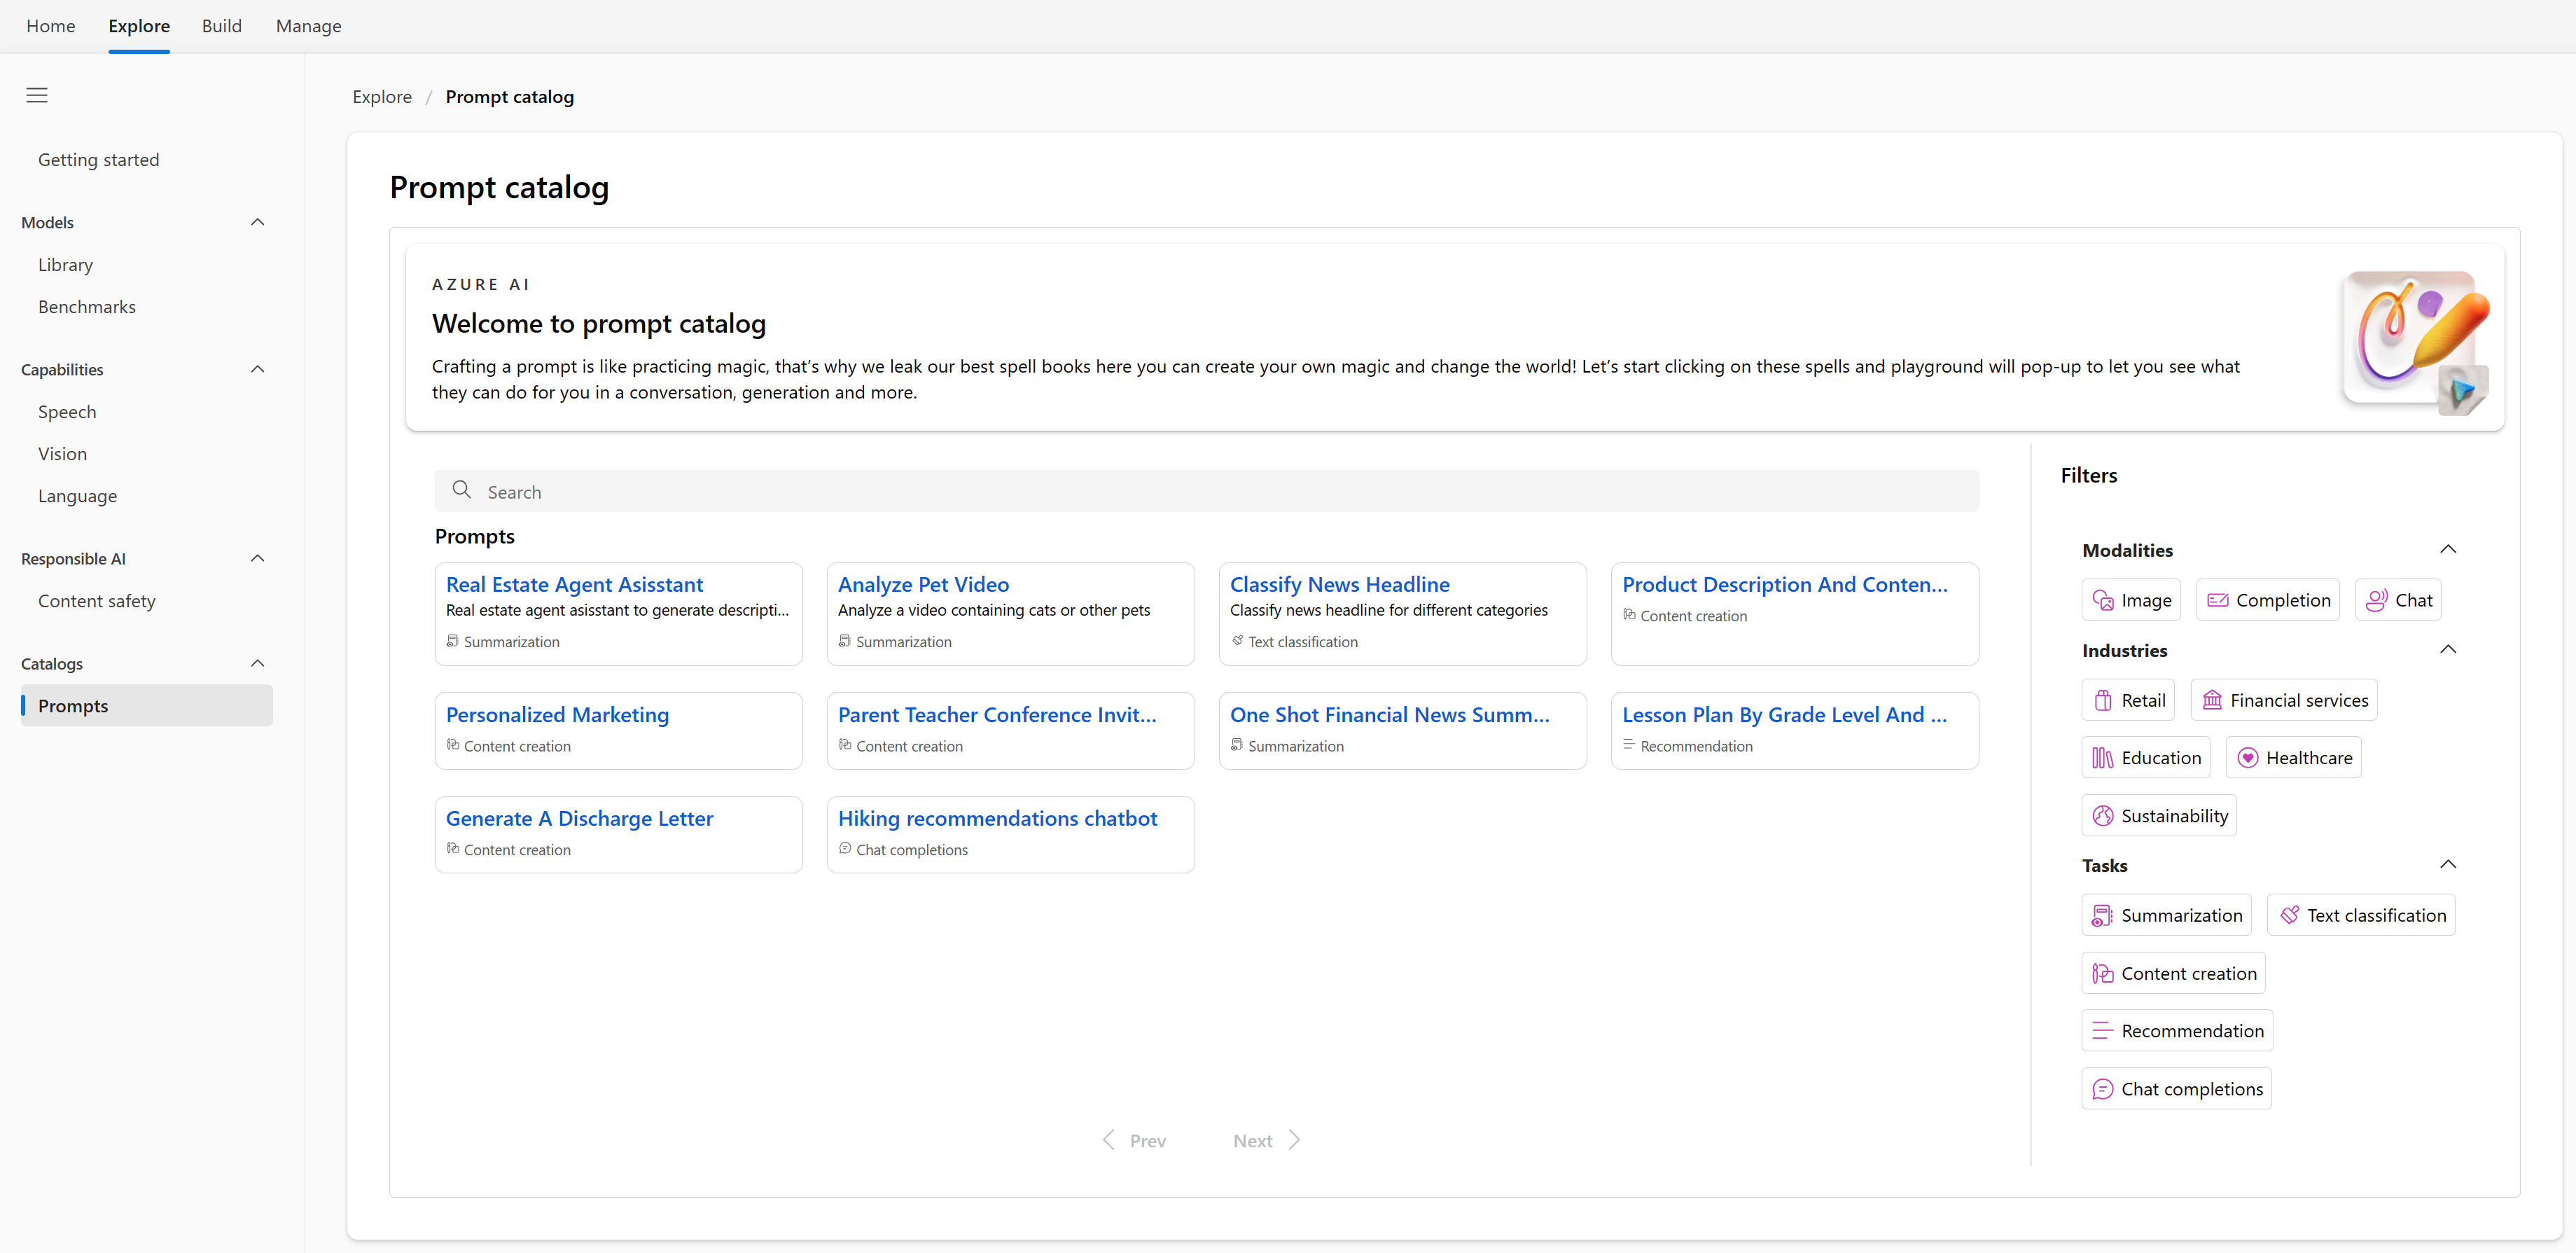 Home Explore Build Manage
Explore / Prompt catalog
Getting started
Models
Library
Benchmarks
Capabilities
Speech
Vision
Language
Responsible AI
Content safety
Catalogs
Prompts
Prompt catalog
AZURE AI
Welcome to prompt catalog
Crafting a prompt is like practicing magic, that's why we leak our best spell books here you can create your own magic and change the world! Let's start clicking on these spells and playground will pop-up to let you see what
they can do for you in a conversation, generation and more.
Search
Prompts
Real Estate Agent Asisstant
Real estate agent asisstant to generate descripti...
Summarization
Analyze Pet Video
Analyze a video containing cats or other pets
Summarization
Classify News Headline
Classify news headline for different categories
Text classification
Product Description And Conten...
Content creation
Personalized Marketing
Content creation
Parent Teacher Conference Invit...
Content creation
One Shot Financial News Summ...
Summarization
Lesson Plan By Grade Level And ...
Recommendation
Generate A Discharge Letter
Content creation
Hiking recommendations chatbot
Chat completions
Prev Next
Filters
Modalities
Image Completion Chat
Industries
Retail Financial services
Education Healthcare
Sustainability
Tasks
Summarization Text classification
Content creation
Recommendation
Chat completions